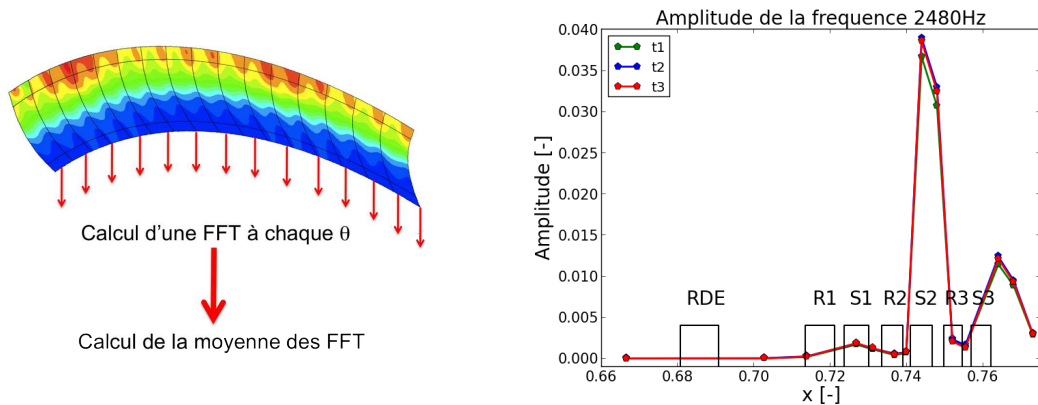 Calcul d'une FFT à chaque θ
Calcul de la moyenne des FFT
Amplitude de la frequence 2480Hz
t1
t2
t3
Amplitude [-]
0.040
0.035
0.030
0.025
0.020
0.015
0.010
0.005
0.000
RDE R1 S1 R2 S2 R3 S3
0.66 0.68 0.70 0.72 0.74 0.76
x [-]